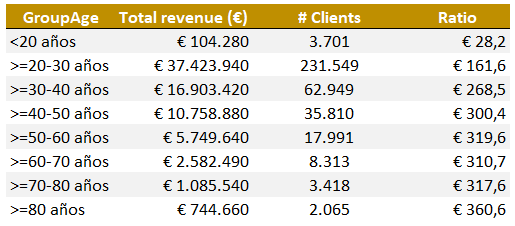 GroupAge Total revenue (€) # Clients Ratio
<20 años € 104.280 3.701 € 28,2
>=20-30 años € 37.423.940 231.549 € 161,6
>=30-40 años € 16.903.420 62.949 € 268,5
>=40-50 años € 10.758.880 35.810 € 300,4
>=50-60 años € 5.749.640 17.991 € 319,6
>=60-70 años € 2.582.490 8.313 € 310,7
>=70-80 años € 1.085.540 3.418 € 317,6
>=80 años € 744.660 2.065 € 360,6